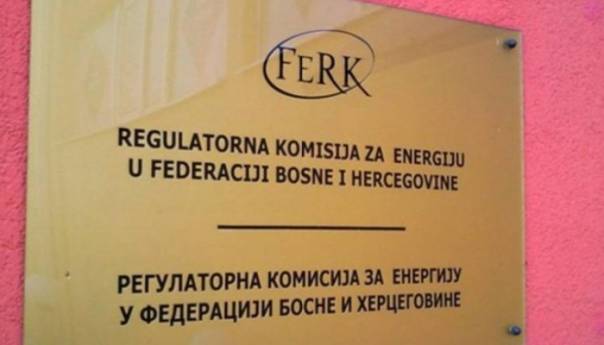 FERK
REGULATORNA KOMISIJA ZA ENERGIJU
U FEDERACIJI BOSNE I HERCEGOVINE
РЕГУЛАТОРНА КОМИСИЈА ЗА ЕНЕРГИЈУ
У ФЕДЕРАЦИЈИ БОСНЕ И ХЕРЦЕГОВИНЕ